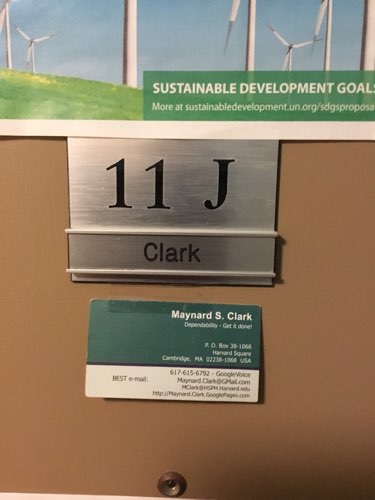 SUSTAINABLE DEVELOPMENT GOALS
More at sustainabledevelopment.un.org/sdgsproposa
11 J
Clark
Maynard S. Clark
Dependability - Get it done!
P. O. Box 38-1068
Harvard Square
Cambridge, MA 02238-1068 USA
617-615-6792 - GoogleVoice
BEST e-mail: Maynard.Clark@GMail.com
MClark@HSPH.Harvard.edu
http://Maynard.Clark.GooglePages.com